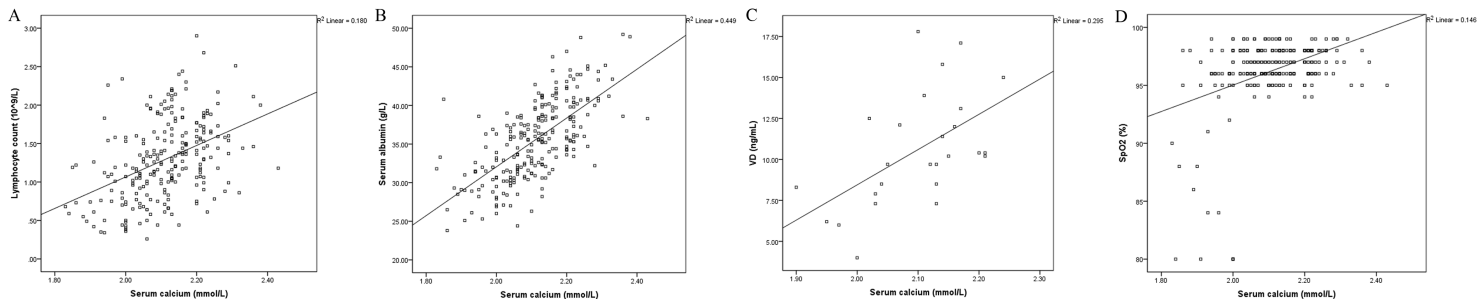 A
R² Linear = 0.180
Lymphocyte count (10^9/L)
3.00
2.50
2.00
1.50
1.00
.50
.00
1.80
2.00
2.20
2.40
Serum calcium (mmol/L)
B
R² Linear = 0.449
Serum albumin (g/L)
50.00
45.00
40.00
35.00
30.00
25.00
20.00
1.80
2.00
2.20
2.40
Serum calcium (mmol/L)
C
R² Linear = 0.295
VD (ng/mL)
17.50
15.00
12.50
10.00
7.50
5.00
1.90
2.00
2.10
2.20
2.30
Serum calcium (mmol/L)
D
R² Linear = 0.146
SpO2 (%)
100
95
90
85
80
1.80
2.00
2.20
2.40
Serum calcium (mmol/L)